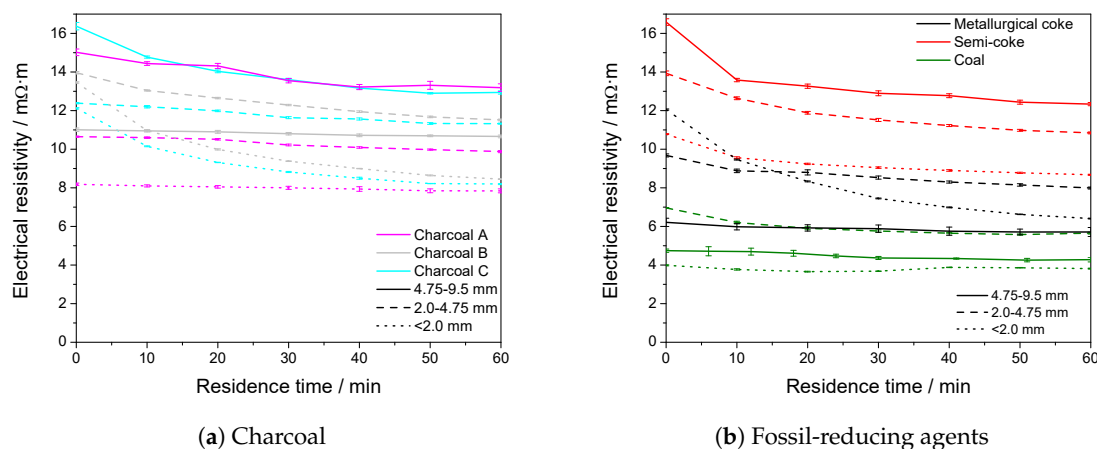 16
14
12
10
8
6
4
2
0
Electrical resistivity / mΩ·m
Charcoal A
Charcoal B
Charcoal C
4.75-9.5 mm
2.0-4.75 mm
<2.0 mm
0 10 20 30 40 50 60
Residence time / min
(a) Charcoal
16
14
12
10
8
6
4
2
0
Electrical resistivity / mΩ·m
Metallurgical coke
Semi-coke
Coal
4.75-9.5 mm
2.0-4.75 mm
<2.0 mm
0 10 20 30 40 50 60
Residence time / min
(b) Fossil-reducing agents